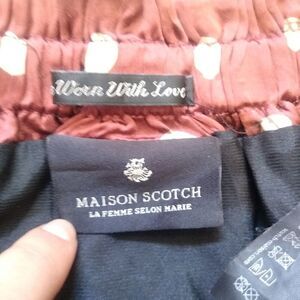 Worn With Love
MAISON SCOTCH
LA FEMME SELON MARIE